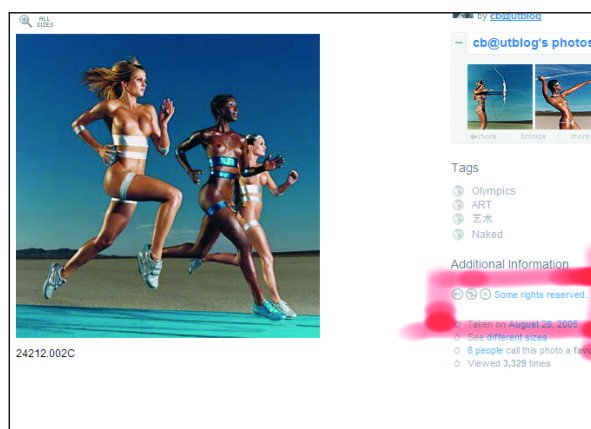 ALL
SIZES
by cb@utblog
cb@utblog's photos
more browse more
Tags
Olympics
ART
艺术
Naked
Additional Information
Some rights reserved.
Taken on August 28, 2005
See different sizes
8 people call this photo a favo
Viewed 3,329 times
24212.002C